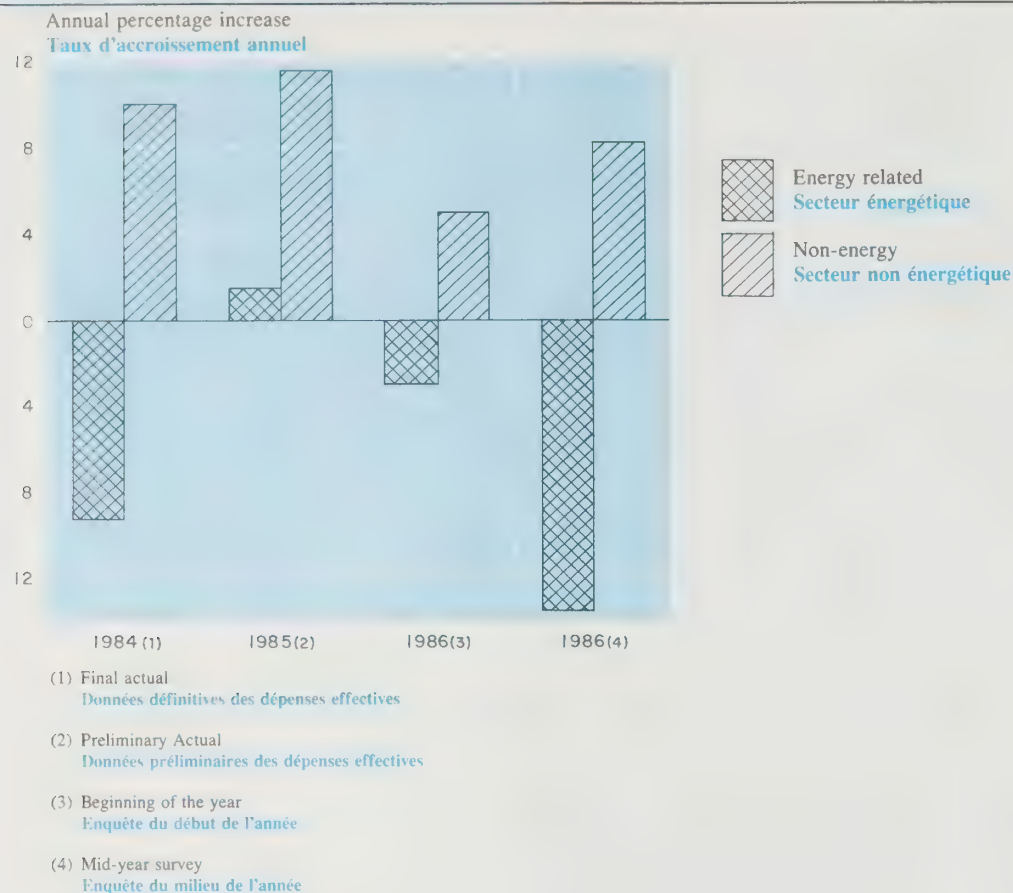 Annual percentage increase
Taux d'accroissement annuel
12
8
4
0
4
8
12
1984 (1) 1985(2) 1986(3) 1986(4)
Energy related
Secteur énergétique
Non-energy
Secteur non énergétique
(1) Final actual
Données définitives des dépenses effectives
(2) Preliminary Actual
Données préliminaires des dépenses effectives
(3) Beginning of the year
Enquête du début de l'année
(4) Mid-year survey
Enquête du milieu de l'année